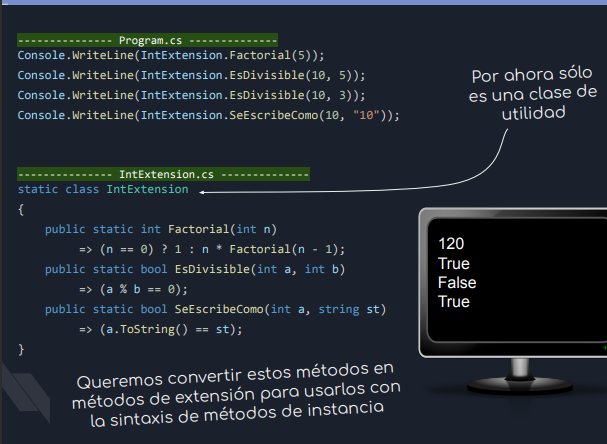 --------------- Program.cs --------------
Console.WriteLine(IntExtension.Factorial(5));
Console.WriteLine(IntExtension.EsDivisible(10, 5));
Console.WriteLine(IntExtension.EsDivisible(10, 3));
Console.WriteLine(IntExtension.SeEscribeComo(10, "10"));
Por ahora sólo
es una clase de
utilidad
--------------- IntExtension.cs --------------
static class IntExtension
{
    public static int Factorial(int n)
         => (n == 0) ? 1 : n * Factorial(n - 1);
    public static bool EsDivisible(int a, int b)
         => (a % b == 0);
    public static bool SeEscribeComo(int a, string st)
         => (a.ToString() == st);
}
120
True
False
True
Queremos convertir estos métodos en
métodos de extensión para usarlos con
la sintaxis de métodos de instancia